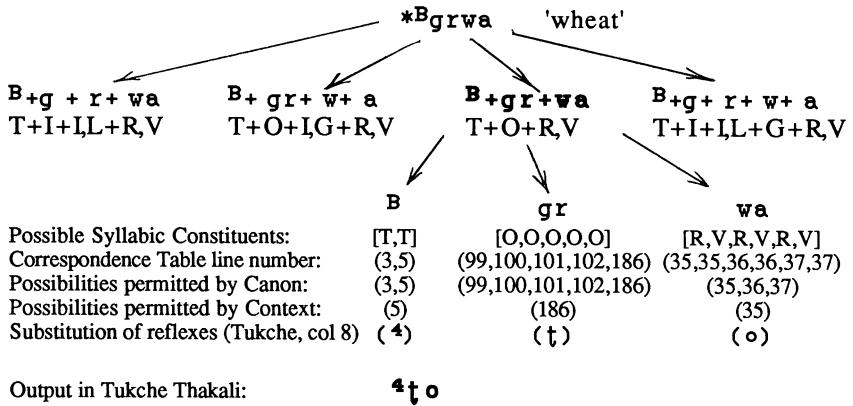 *ᴮgrwa 'wheat'
ᴮ+g + r+ wa ᴮ+ gr+ w+ a ᴮ+gr+wa ᴮ+g+ r+ w+ a
T+I+I,L+R,V T+O+I,G+R,V T+O+R,V T+I+I,L+G+R,V
ᴮ gr wa
Possible Syllabic Constituents: [T,T] [O,O,O,O,O] [R,V,R,V,R,V]
Correspondence Table line number: (3,5) (99,100,101,102,186) (35,35,36,36,37,37)
Possibilities permitted by Canon: (3,5) (99,100,101,102,186) (35,36,37)
Possibilities permitted by Context: (5) (186) (35)
Substitution of reflexes (Tukche, col 8) (⁴) (ʈ) (o)
Output in Tukche Thakali: ⁴ʈo